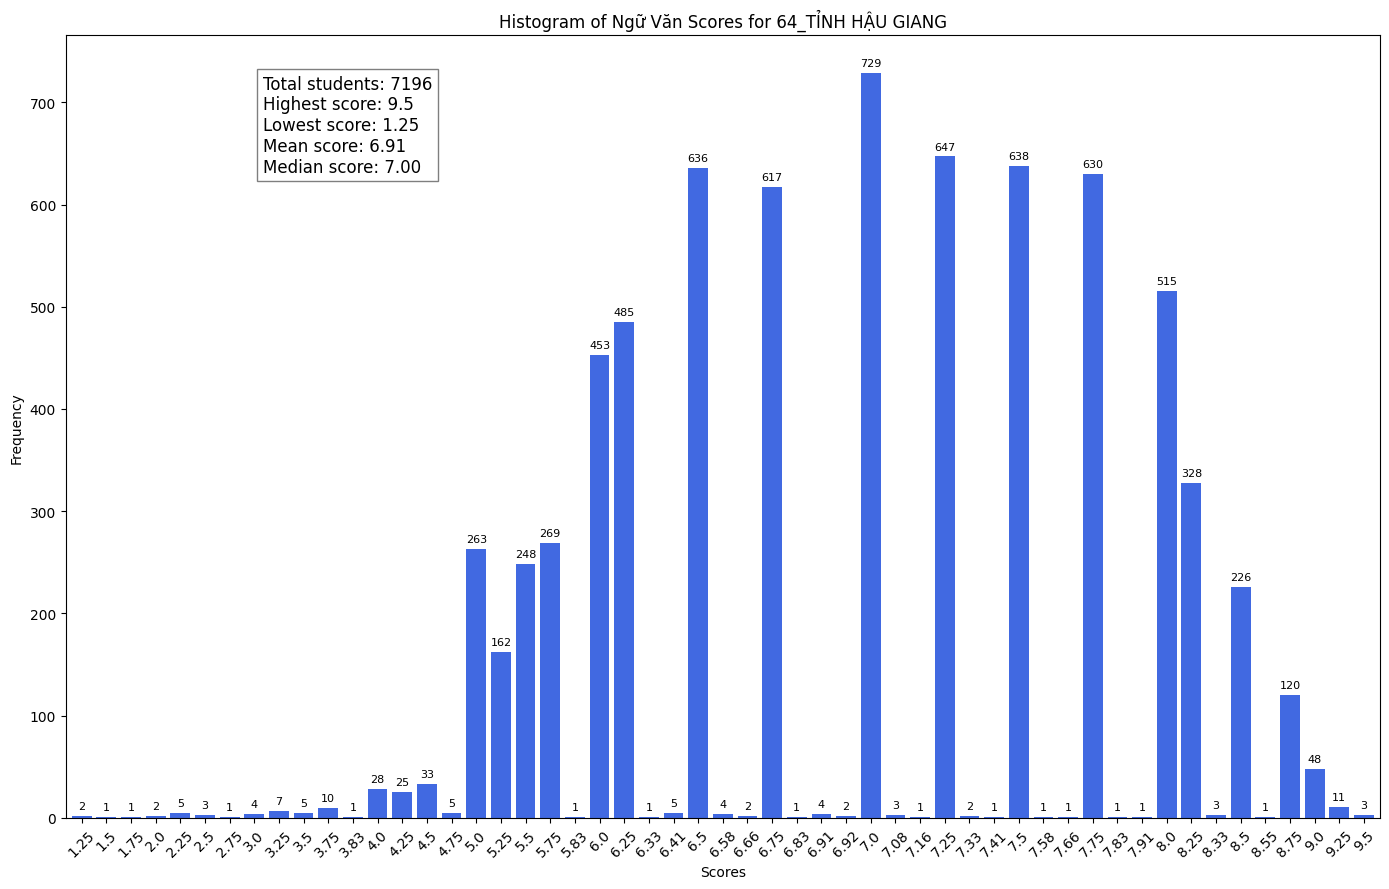 Histogram of Ngữ Văn Scores for 64_TỈNH HẬU GIANG
Total students: 7196
Highest score: 9.5
Lowest score: 1.25
Mean score: 6.91
Median score: 7.00
Frequency
700
600
500
400
300
200
100
0
2 1 1 2 5 3 1 4 7 5 10 1 28 25 33 5 263 162 248 269 1 453 485 1 5 636 4 2 617 1 4 2 729 3 1 647 2 1 638 1 1 630 1 1 515 328 3 226 1 120 48 11 3
1.25 1.5 1.75 2.0 2.25 2.5 2.75 3.0 3.25 3.5 3.75 3.83 4.0 4.25 4.5 4.75 5.0 5.25 5.5 5.75 5.83 6.0 6.25 6.33 6.41 6.5 6.58 6.66 6.75 6.83 6.91 6.92 7.0 7.08 7.16 7.25 7.33 7.41 7.5 7.58 7.66 7.75 7.83 7.91 8.0 8.25 8.33 8.5 8.55 8.75 9.0 9.25 9.5
Scores